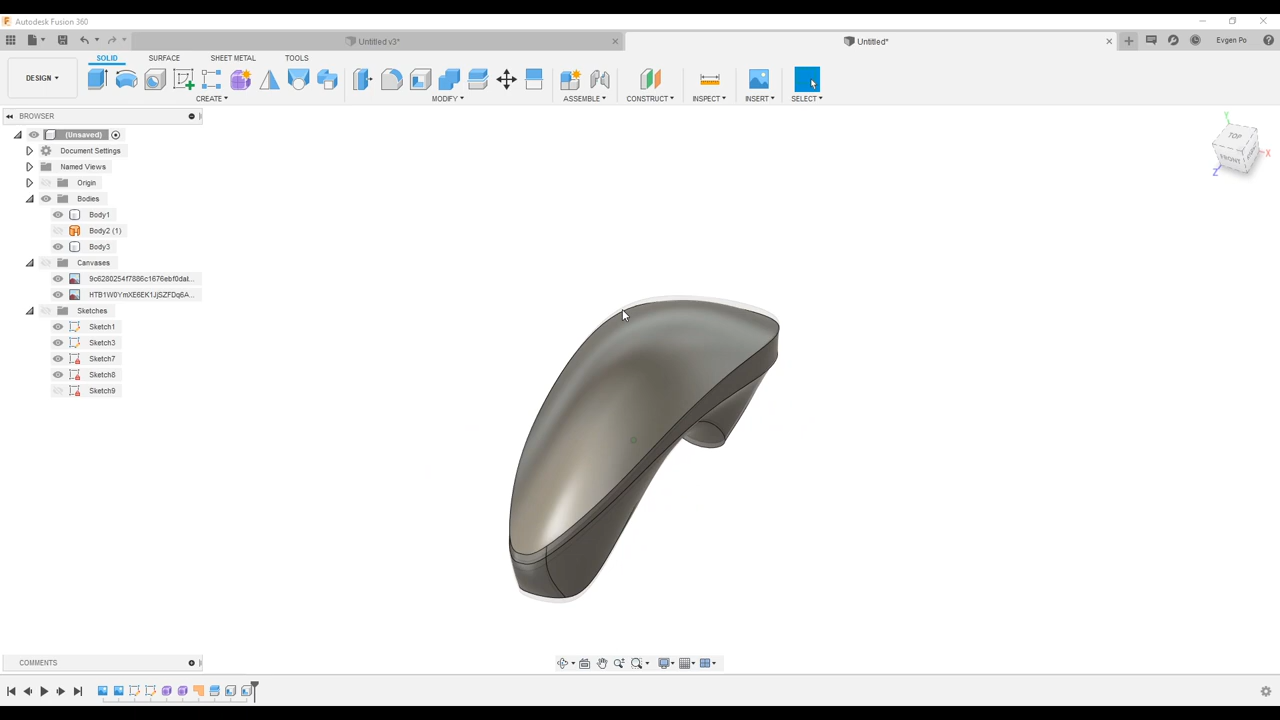 Autodesk Fusion 360
Untitled v3*
Untitled*
Evgen Po
SOLID SURFACE SHEET METAL TOOLS
DESIGN
CREATE MODIFY ASSEMBLE CONSTRUCT INSPECT INSERT SELECT
BROWSER
(Unsaved)
Document Settings
Named Views
Origin
Bodies
Body1
Body2 (1)
Body3
Canvases
Sketches
Sketch1
Sketch3
Sketch7
Sketch8
Sketch9
Y
TOP
FRONT
X
Z
COMMENTS